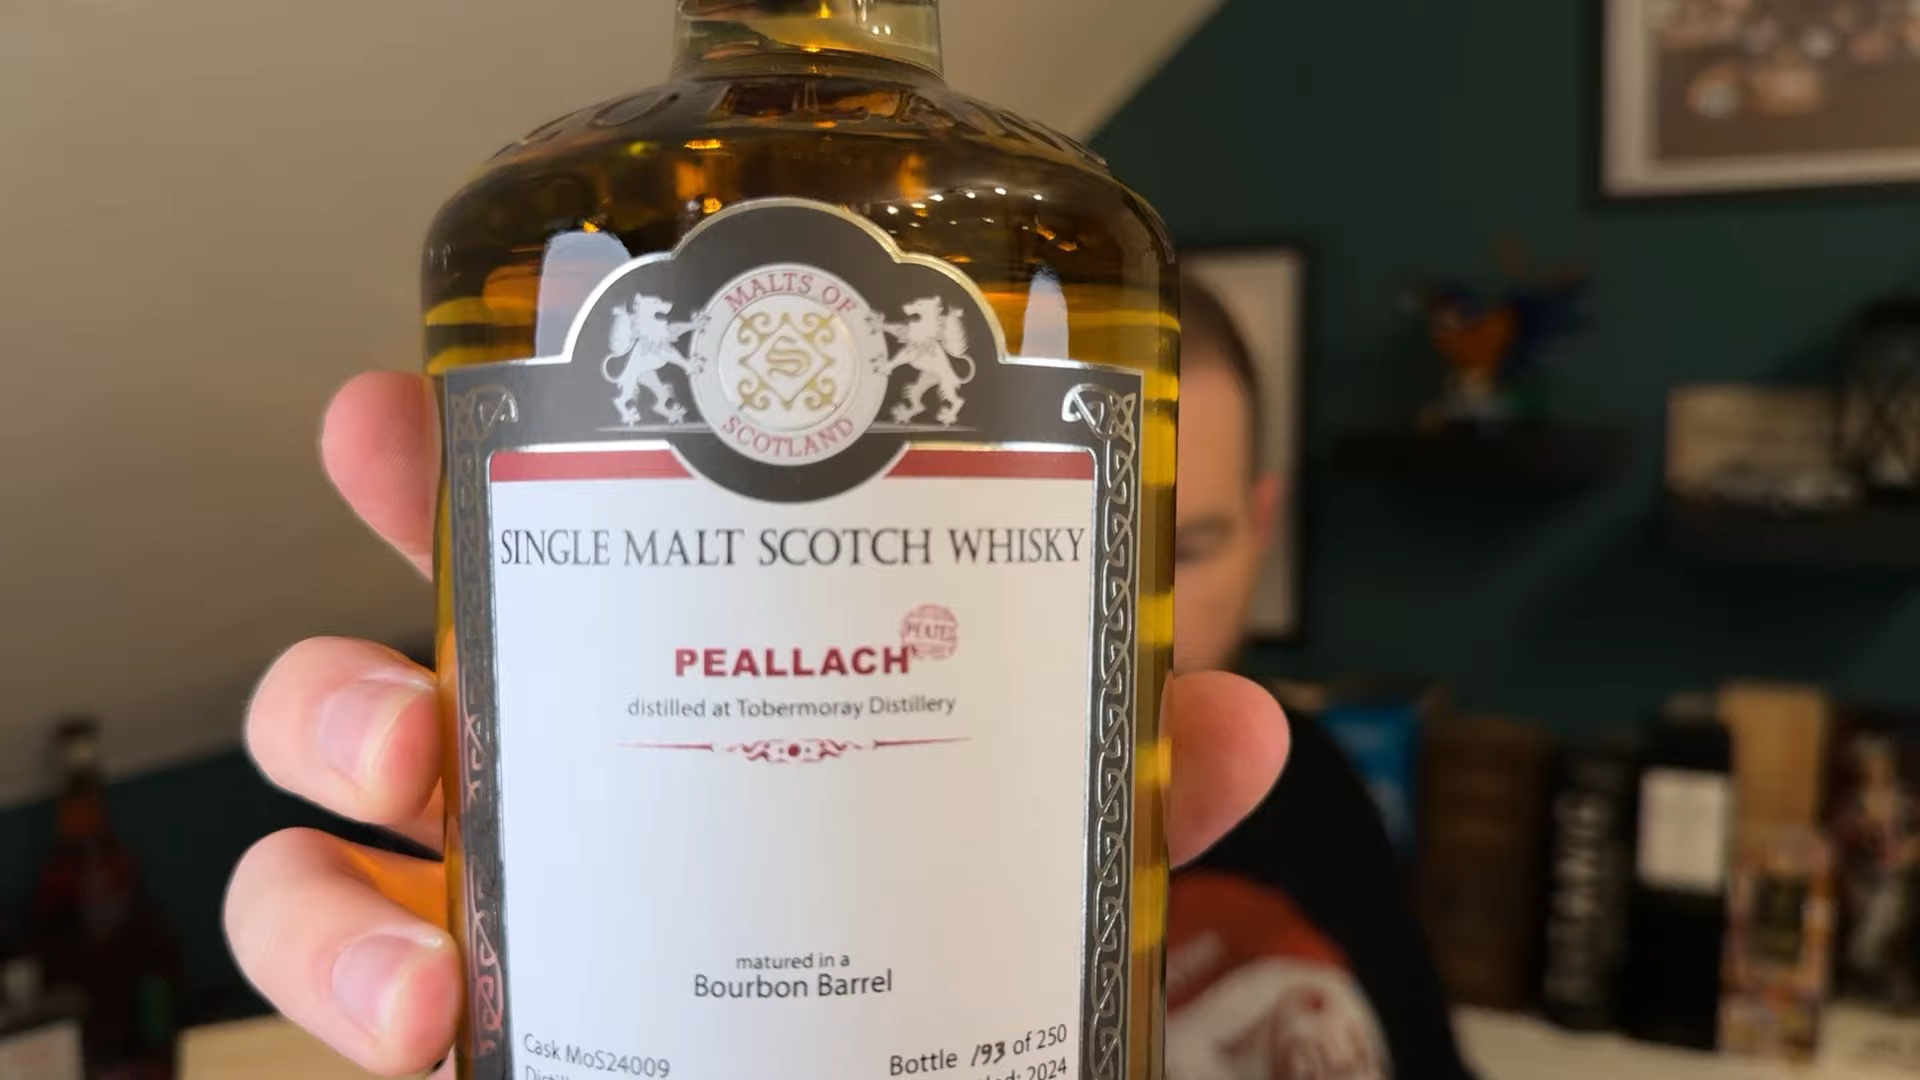 MALTS OF
S
SCOTLAND
SINGLE MALT SCOTCH WHISKY
PEATED
PEALLACH
distilled at Tobermoray Distillery
matured in a
Bourbon Barrel
Cask MoS24009
Bottle 193 of 250
2024